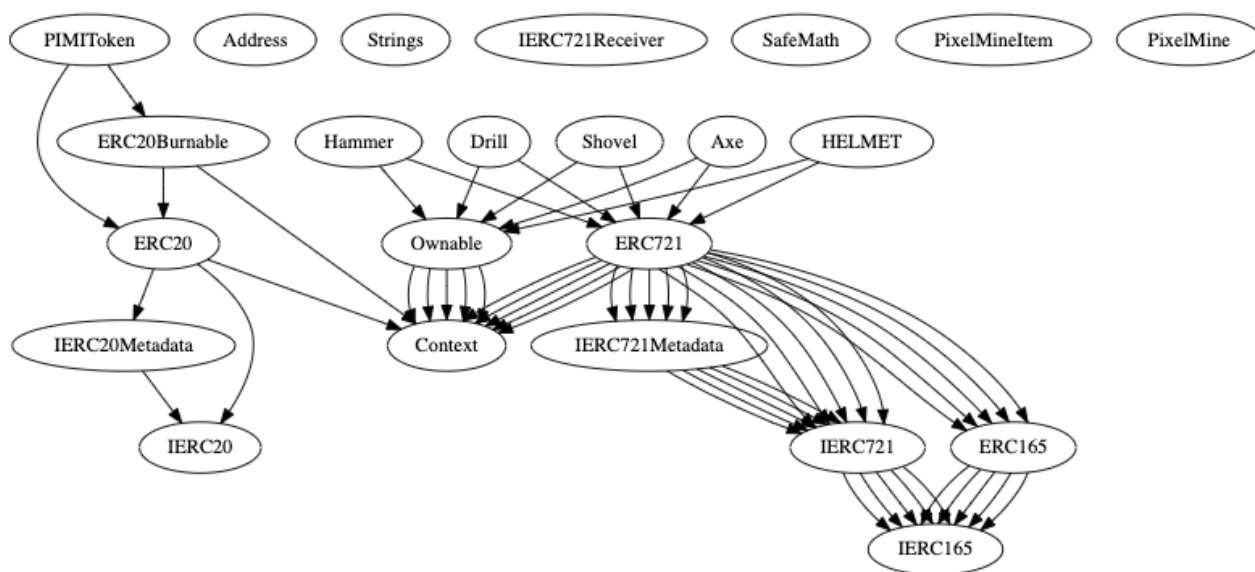 PIMIToken
Address
Strings
IERC721Receiver
SafeMath
PixelMineItem
PixelMine
ERC20Burnable
Hammer
Drill
Shovel
Axe
HELMET
ERC20
Ownable
ERC721
IERC20Metadata
Context
IERC721Metadata
IERC20
IERC721
ERC165
IERC165